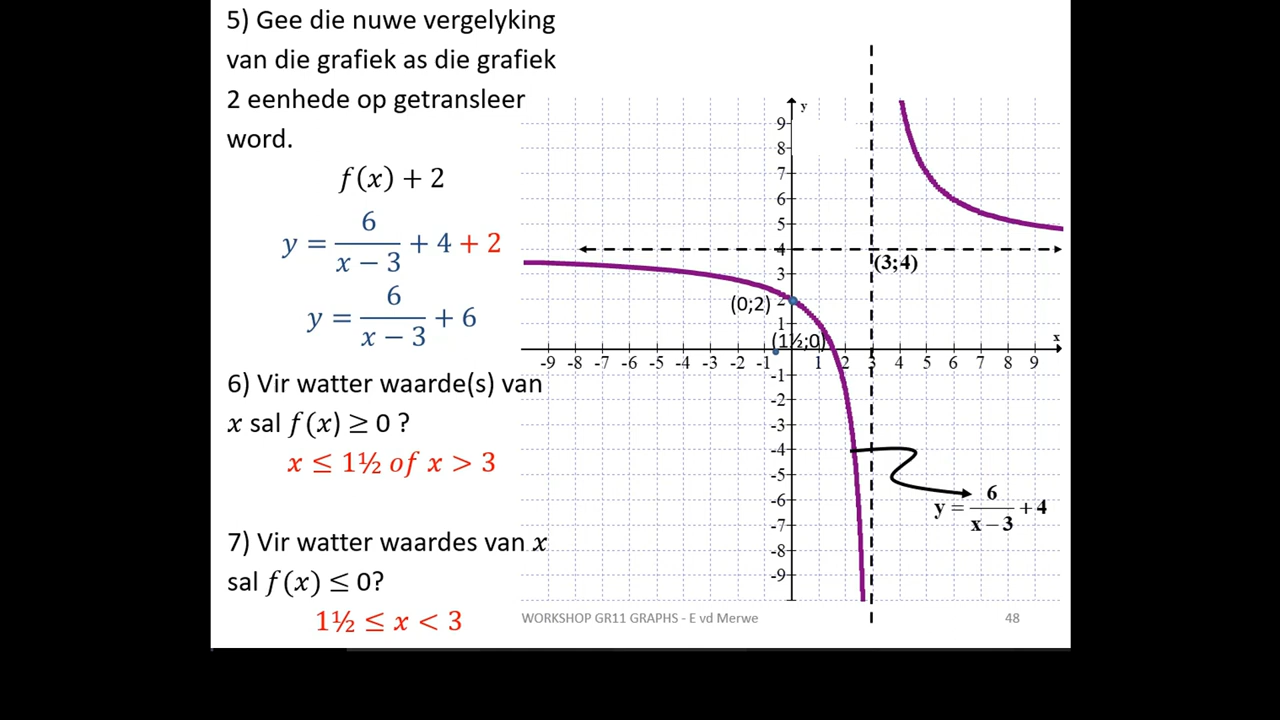 5) Gee die nuwe vergelyking
van die grafiek as die grafiek
2 eenhede op getransleer
word.
f(x) + 2
y = 6/(x − 3) + 4 + 2
y = 6/(x − 3) + 6
6) Vir watter waarde(s) van
x sal f(x) ≥ 0 ?
x ≤ 1½ of x > 3
7) Vir watter waardes van x
sal f(x) ≤ 0?
1½ ≤ x < 3
y
9
8
7
6
5
4
3
2
1
(3;4)
(0;2)
(1½;0)
x
-9 -8 -7 -6 -5 -4 -3 -2 -1 1 2 3 4 5 6 7 8 9
-1
-2
-3
-4
-5
-6
-7
-8
-9
y = 6/(x − 3) + 4
WORKSHOP GR11 GRAPHS - E vd Merwe
48